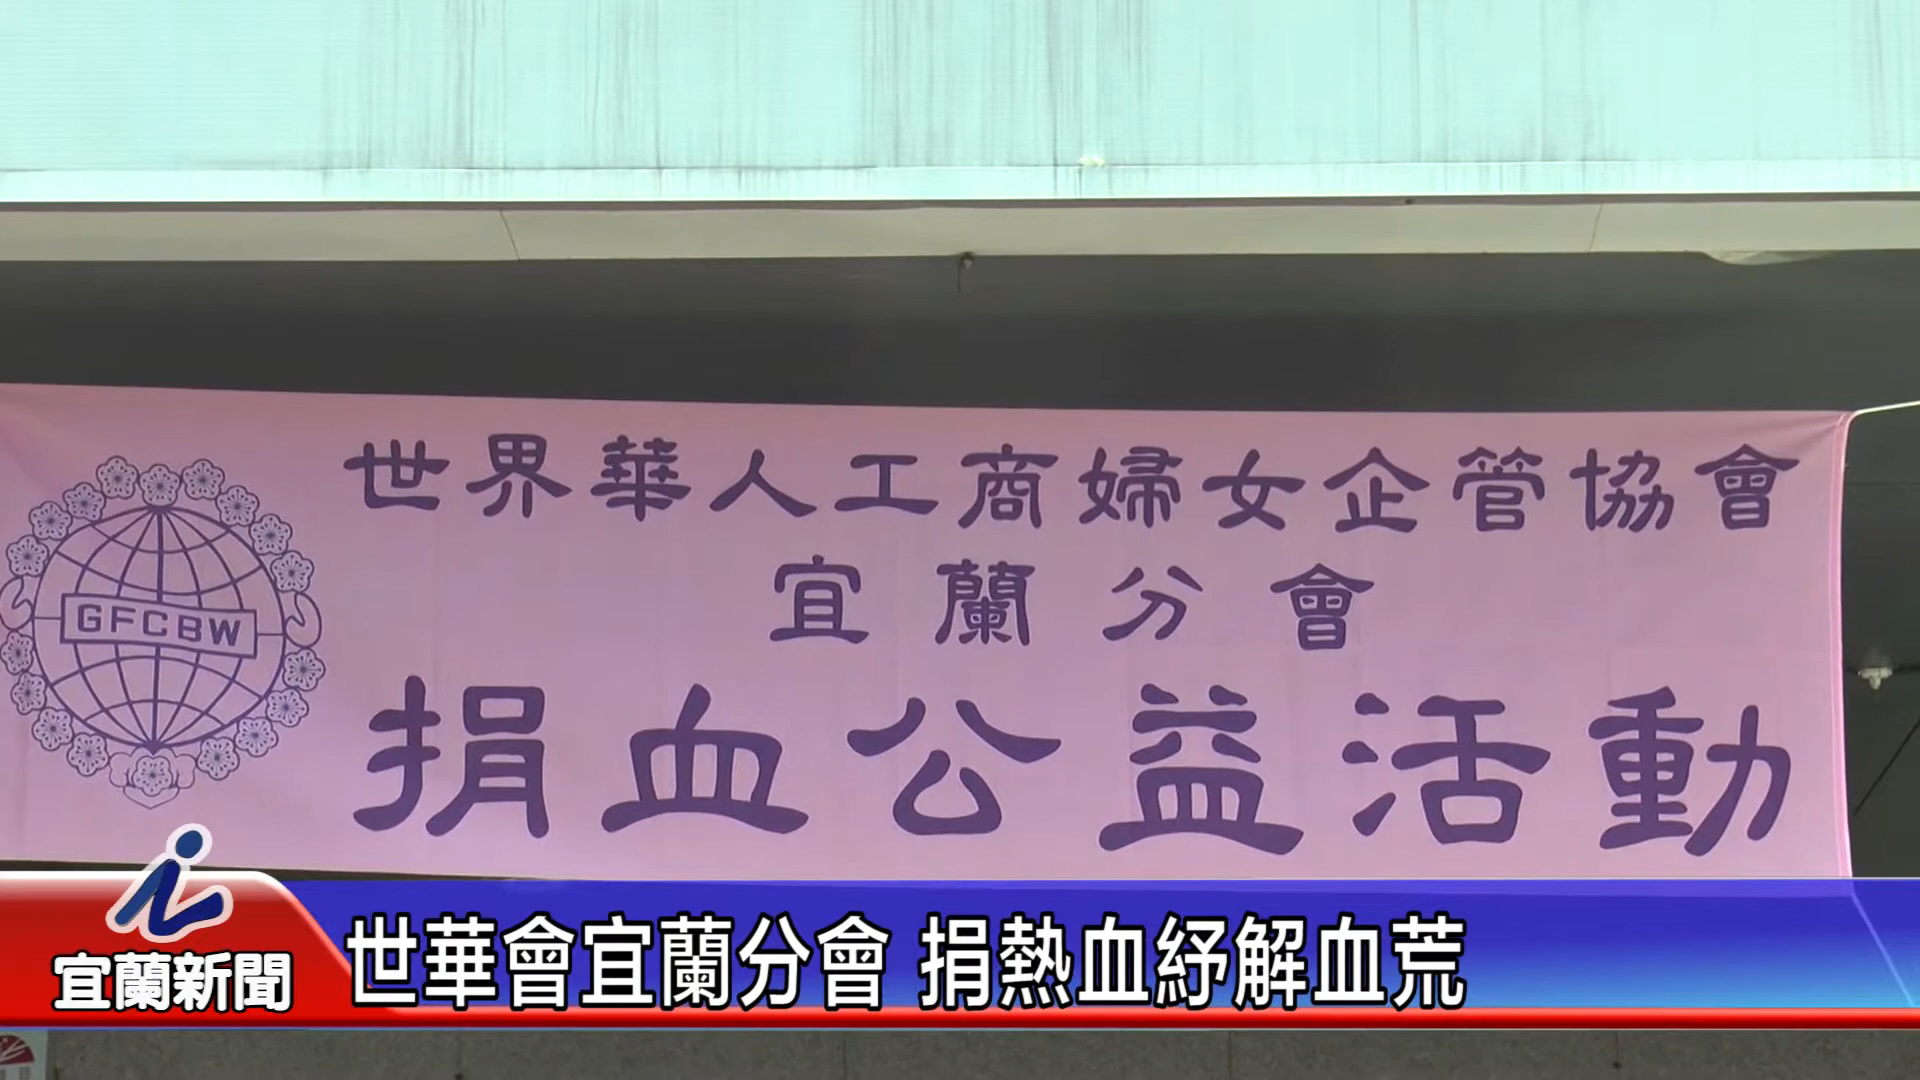 世界華人工商婦女企管協會
宜蘭分會
GFCBW
捐血公益活動
世華會宜蘭分會 捐熱血紓解血荒
宜蘭新聞